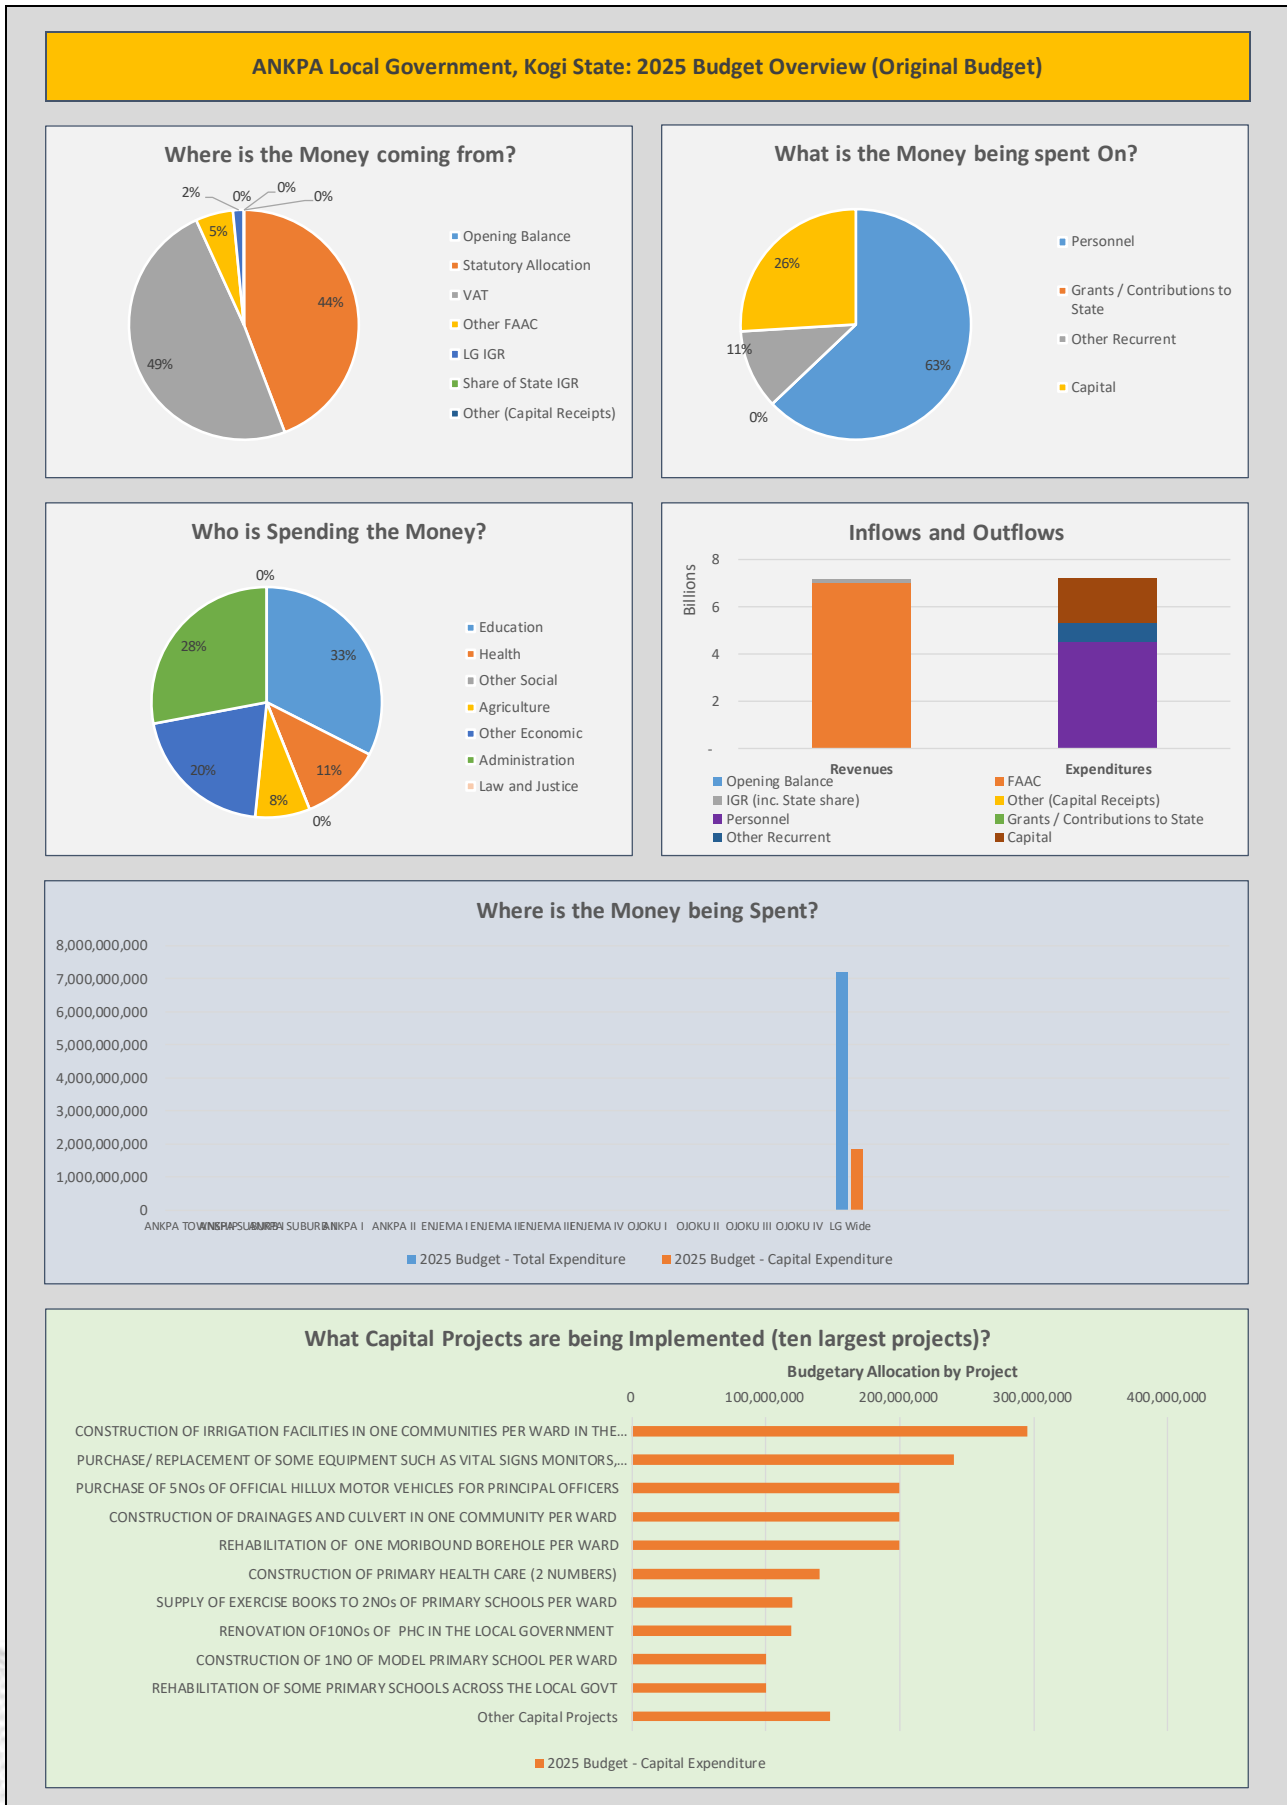 ANKPA Local Government, Kogi State: 2025 Budget Overview (Original Budget)
Where is the Money coming from?
2%
0%
0%
0%
5%
44%
49%
Opening Balance
Statutory Allocation
VAT
Other FAAC
LG IGR
Share of State IGR
Other (Capital Receipts)
What is the Money being spent On?
26%
11%
63%
0%
Personnel
Grants / Contributions to
State
Other Recurrent
Capital
Who is Spending the Money?
0%
28%
33%
20%
11%
8%
0%
Education
Health
Other Social
Agriculture
Other Economic
Administration
Law and Justice
Inflows and Outflows
Billions
8
6
4
2
-
Revenues
Expenditures
Opening Balance
FAAC
IGR (inc. State share)
Other (Capital Receipts)
Personnel
Grants / Contributions to State
Other Recurrent
Capital
Where is the Money being Spent?
8,000,000,000
7,000,000,000
6,000,000,000
5,000,000,000
4,000,000,000
3,000,000,000
2,000,000,000
1,000,000,000
0
ANKPA TOWNSHIP ANKPA SUBURB I ANKPA SUBURB II ANKPA I ANKPA II ENJEMA I ENJEMA II ENJEMA III ENJEMA IV OJOKU I OJOKU II OJOKU III OJOKU IV LG Wide
2025 Budget - Total Expenditure
2025 Budget - Capital Expenditure
What Capital Projects are being Implemented (ten largest projects)?
Budgetary Allocation by Project
0 100,000,000 200,000,000 300,000,000 400,000,000
CONSTRUCTION OF IRRIGATION FACILITIES IN ONE COMMUNITIES PER WARD IN THE...
PURCHASE/ REPLACEMENT OF SOME EQUIPMENT SUCH AS VITAL SIGNS MONITORS,...
PURCHASE OF 5NOs OF OFFICIAL HILLUX MOTOR VEHICLES FOR PRINCIPAL OFFICERS
CONSTRUCTION OF DRAINAGES AND CULVERT IN ONE COMMUNITY PER WARD
REHABILITATION OF ONE MORIBOUND BOREHOLE PER WARD
CONSTRUCTION OF PRIMARY HEALTH CARE (2 NUMBERS)
SUPPLY OF EXERCISE BOOKS TO 2NOs OF PRIMARY SCHOOLS PER WARD
RENOVATION OF10NOs OF PHC IN THE LOCAL GOVERNMENT
CONSTRUCTION OF 1NO OF MODEL PRIMARY SCHOOL PER WARD
REHABILITATION OF SOME PRIMARY SCHOOLS ACROSS THE LOCAL GOVT
Other Capital Projects
2025 Budget - Capital Expenditure